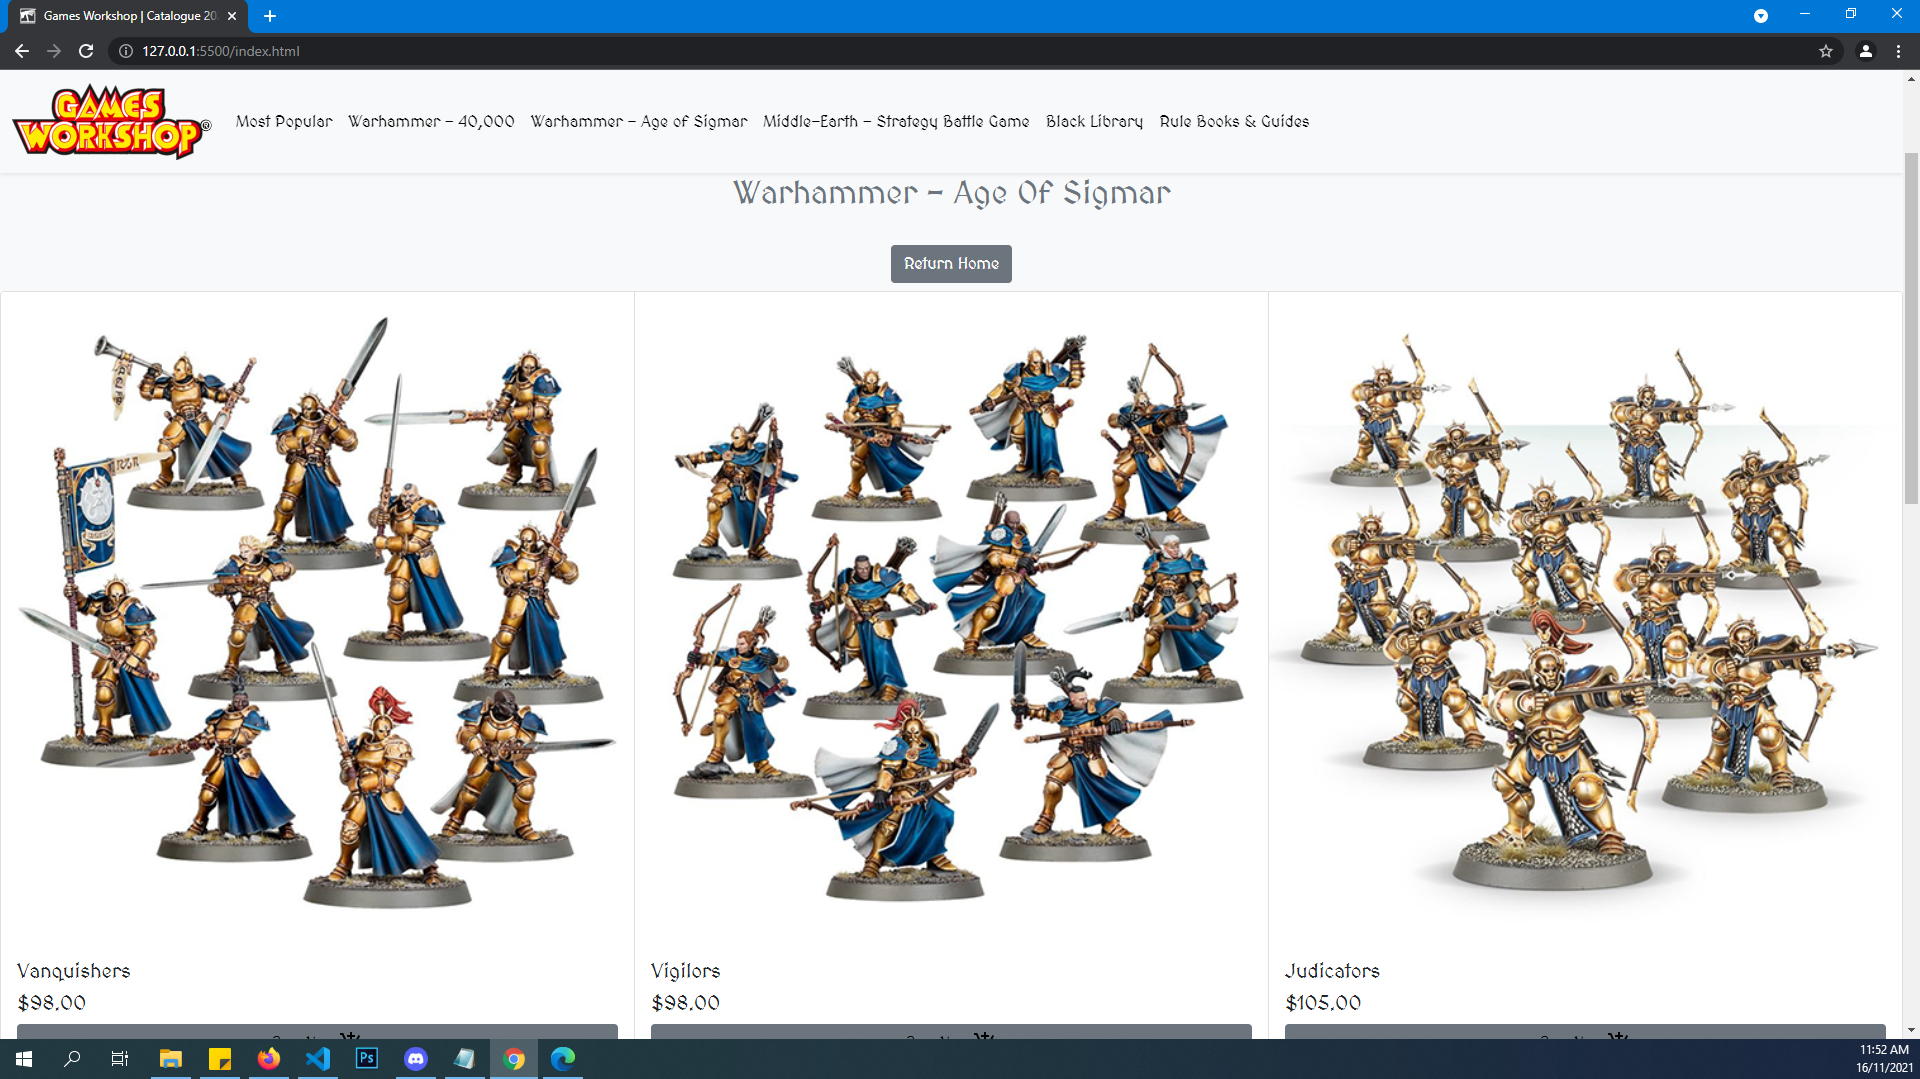 Games Workshop | Catalogue 20
127.0.0.1:5500/index.html
GAMES
WORKSHOP®
Most Popular
Warhammer - 40,000
Warhammer - Age of Sigmar
Middle-Earth - Strategy Battle Game
Black Library
Rule Books & Guides
Warhammer - Age Of Sigmar
Return Home
Vanquishers
$98.00
Vigilors
$98.00
Judicators
$105.00
Ps
11:52 AM
16/11/2021